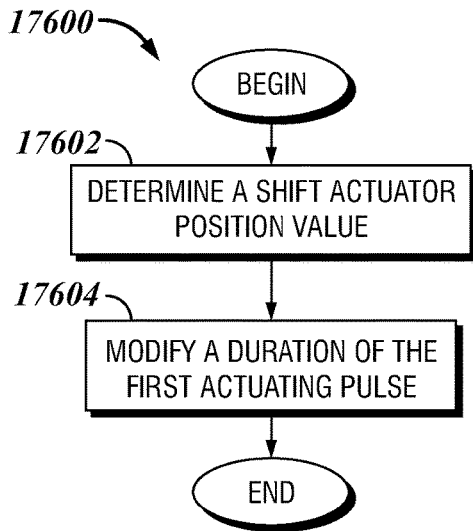 17600
BEGIN
17602
DETERMINE A SHIFT ACTUATOR
POSITION VALUE
17604
MODIFY A DURATION OF THE
FIRST ACTUATING PULSE
END